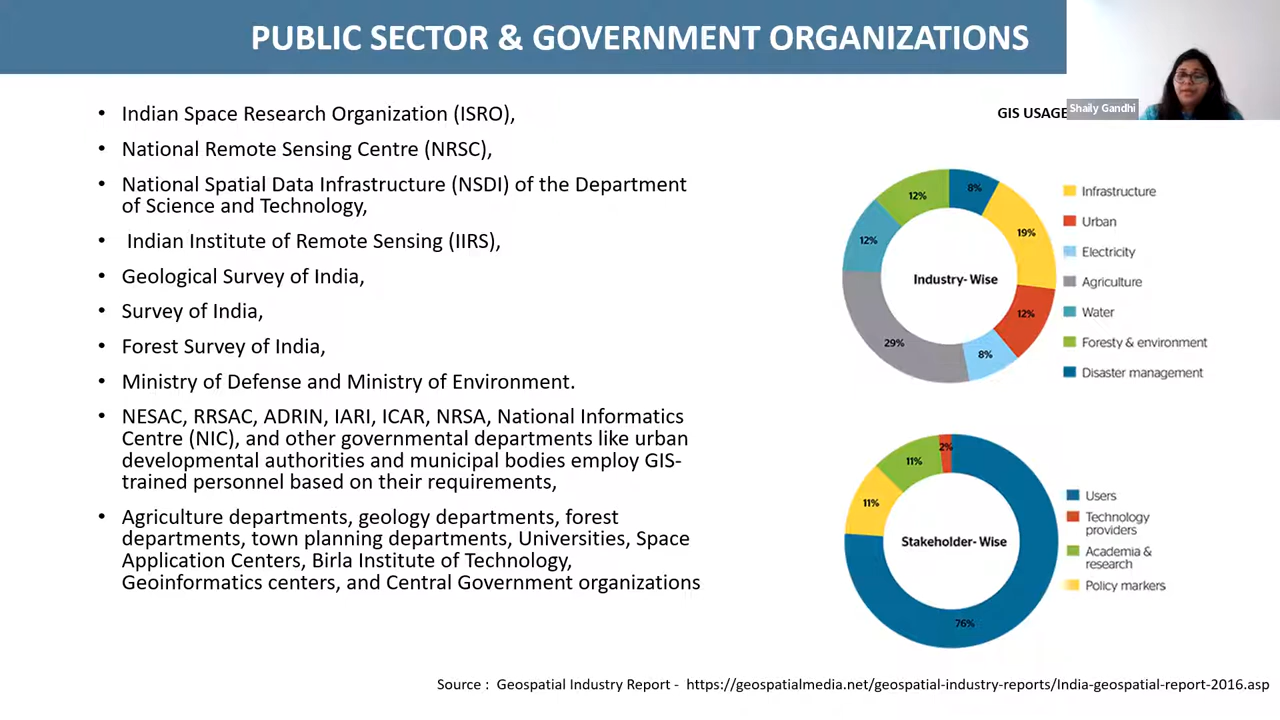 PUBLIC SECTOR & GOVERNMENT ORGANIZATIONS
Shaily Gandhi
• Indian Space Research Organization (ISRO),
• National Remote Sensing Centre (NRSC),
• National Spatial Data Infrastructure (NSDI) of the Department
of Science and Technology,
• Indian Institute of Remote Sensing (IIRS),
• Geological Survey of India,
• Survey of India,
• Forest Survey of India,
• Ministry of Defense and Ministry of Environment.
• NESAC, RRSAC, ADRIN, IARI, ICAR, NRSA, National Informatics
Centre (NIC), and other governmental departments like urban
developmental authorities and municipal bodies employ GIS-
trained personnel based on their requirements,
• Agriculture departments, geology departments, forest
departments, town planning departments, Universities, Space
Application Centers, Birla Institute of Technology,
Geoinformatics centers, and Central Government organizations
GIS USAGE
8%
19%
12%
8%
29%
12%
12%
Industry- Wise
Infrastructure
Urban
Electricity
Agriculture
Water
Foresty & environment
Disaster management
2%
11%
11%
76%
Stakeholder- Wise
Users
Technology
providers
Academia &
research
Policy markers
Source : Geospatial Industry Report - https://geospatialmedia.net/geospatial-industry-reports/India-geospatial-report-2016.asp